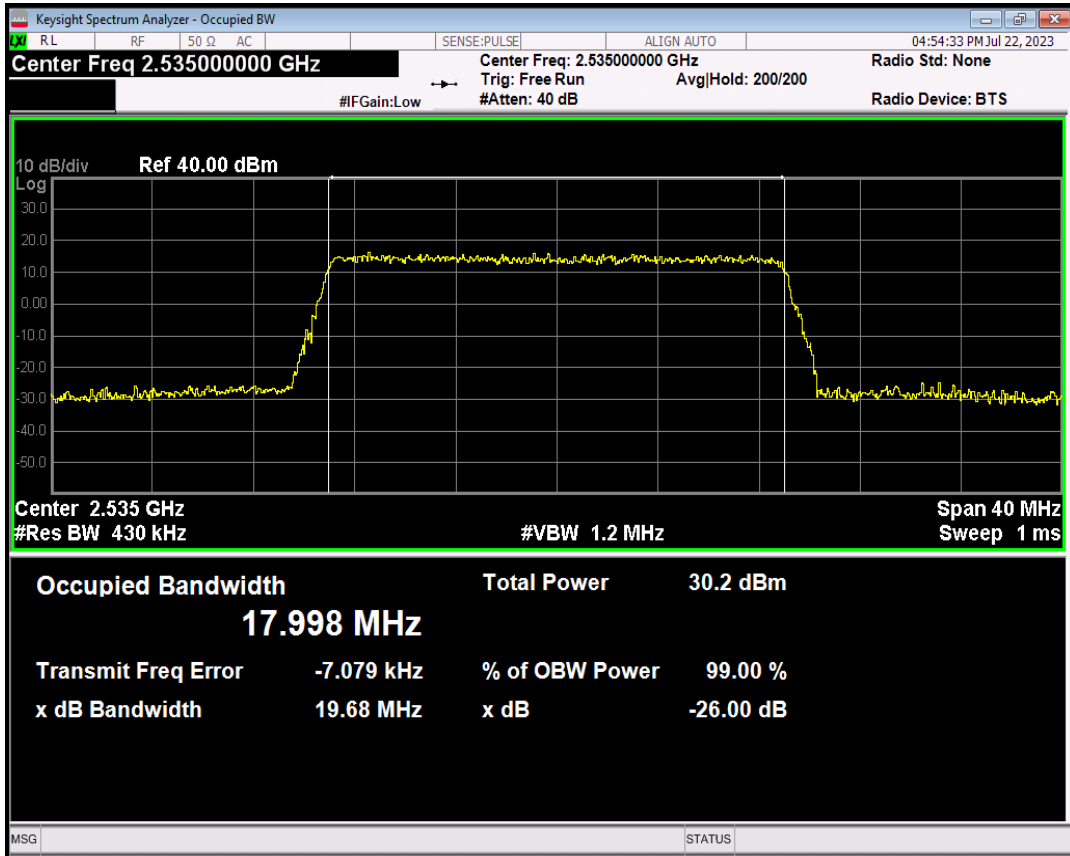 Keysight Spectrum Analyzer - Occupied BW
LXI RL RF 50 Ω AC SENSE:PULSE ALIGN AUTO 04:54:33 PM Jul 22, 2023
Center Freq 2.535000000 GHz Center Freq: 2.535000000 GHz Radio Std: None
Trig: Free Run Avg|Hold: 200/200
#IFGain:Low #Atten: 40 dB Radio Device: BTS
10 dB/div Ref 40.00 dBm
Log
30.0
20.0
10.0
0.00
-10.0
-20.0
-30.0
-40.0
-50.0
Center 2.535 GHz Span 40 MHz
#Res BW 430 kHz #VBW 1.2 MHz Sweep 1 ms
Occupied Bandwidth Total Power 30.2 dBm
17.998 MHz
Transmit Freq Error -7.079 kHz % of OBW Power 99.00 %
x dB Bandwidth 19.68 MHz x dB -26.00 dB
MSG STATUS